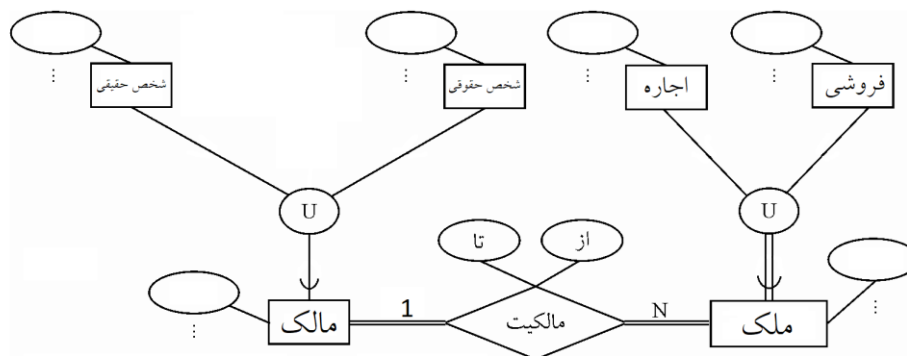 شخص حقیقی
شخص حقوقی
اجاره
فروشی
U
U
تا
از
مالک
1
مالکیت
N
ملک